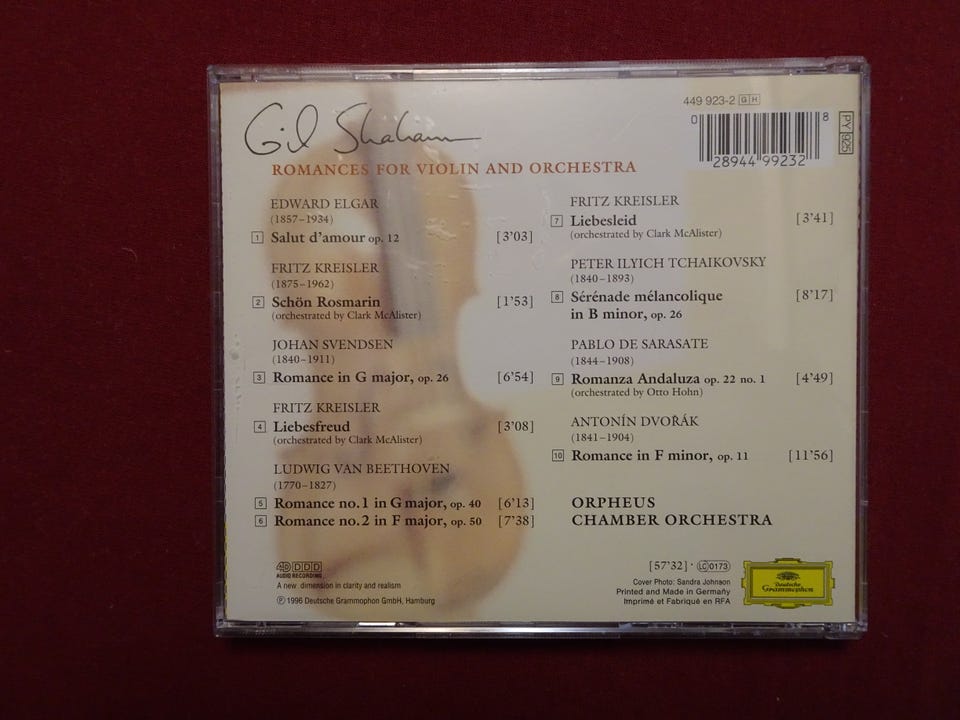 Gil Shaham
ROMANCES FOR VIOLIN AND ORCHESTRA
449 923-2 GH
0 28944 99232 8
PY 925
EDWARD ELGAR
(1857–1934)
1 Salut d'amour op. 12 [3'03]
FRITZ KREISLER
(1875–1962)
2 Schön Rosmarin [1'53]
(orchestrated by Clark McAlister)
JOHAN SVENDSEN
(1840–1911)
3 Romance in G major, op. 26 [6'54]
FRITZ KREISLER
4 Liebesfreud [3'08]
(orchestrated by Clark McAlister)
LUDWIG VAN BEETHOVEN
(1770–1827)
5 Romance no. 1 in G major, op. 40 [6'13]
6 Romance no. 2 in F major, op. 50 [7'38]
FRITZ KREISLER
7 Liebesleid [3'41]
(orchestrated by Clark McAlister)
PETER ILYICH TCHAIKOVSKY
(1840–1893)
8 Sérénade mélancolique [8'17]
in B minor, op. 26
PABLO DE SARASATE
(1844–1908)
9 Romanza Andaluza op. 22 no. 1 [4'49]
(orchestrated by Otto Hohn)
ANTONÍN DVOŘÁK
(1841–1904)
10 Romance in F minor, op. 11 [11'56]
ORPHEUS
CHAMBER ORCHESTRA
4D DDD
AUDIO RECORDING
A new dimension in clarity and realism
℗ 1996 Deutsche Grammophon GmbH, Hamburg
[57'32] · LC 0173
Cover Photo: Sandra Johnson
Printed and Made in Germany
Imprimé et Fabriqué en RFA
Deutsche
Grammophon